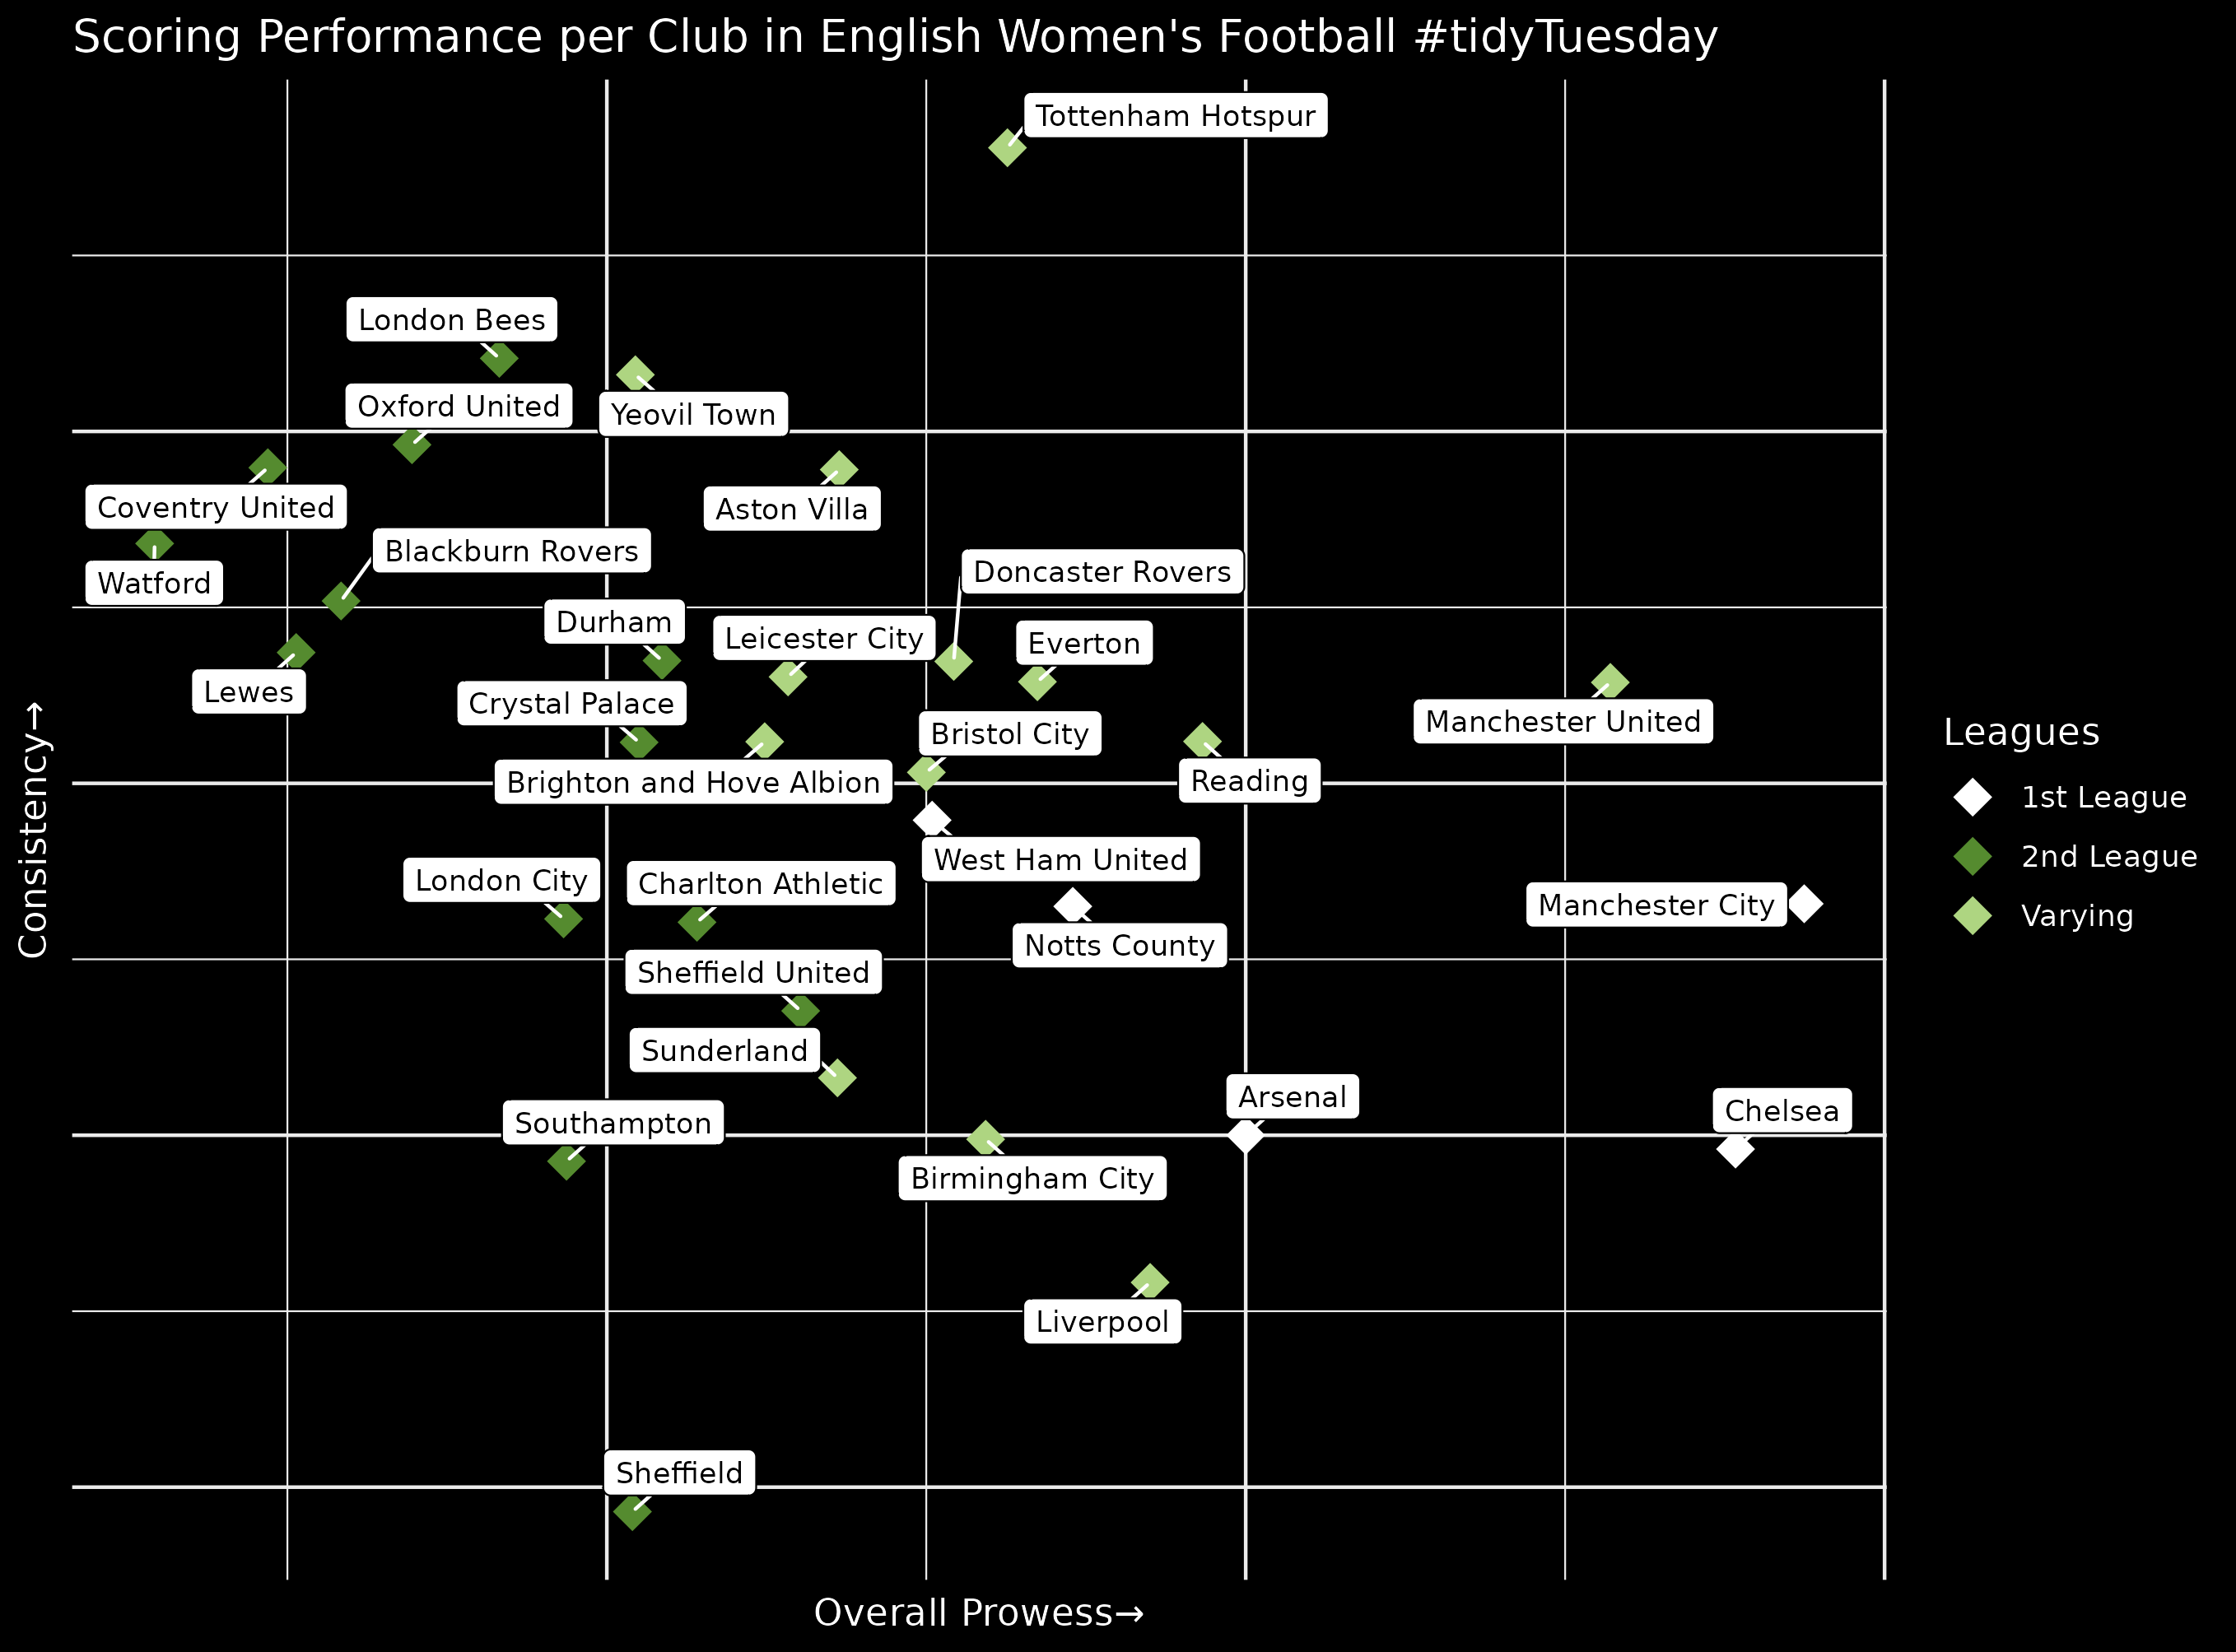 Scoring Performance per Club in English Women's Football #tidyTuesday
Tottenham Hotspur
London Bees
Oxford United
Yeovil Town
Coventry United
Aston Villa
Blackburn Rovers
Doncaster Rovers
Watford
Durham
Leicester City
Everton
Lewes
Crystal Palace
Manchester United
Bristol City
Brighton and Hove Albion
Reading
West Ham United
London City
Charlton Athletic
Manchester City
Notts County
Sheffield United
Sunderland
Arsenal
Chelsea
Southampton
Birmingham City
Liverpool
Sheffield
Consistency→
Overall Prowess→
Leagues
1st League
2nd League
Varying